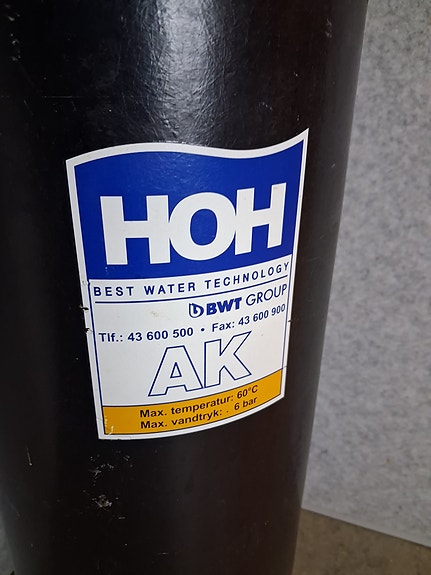 HOH
BEST WATER TECHNOLOGY
BWT GROUP
Tlf.: 43 600 500 • Fax: 43 600 900
AK
Max. temperatur: 60°C
Max. vandtryk: . 6 bar